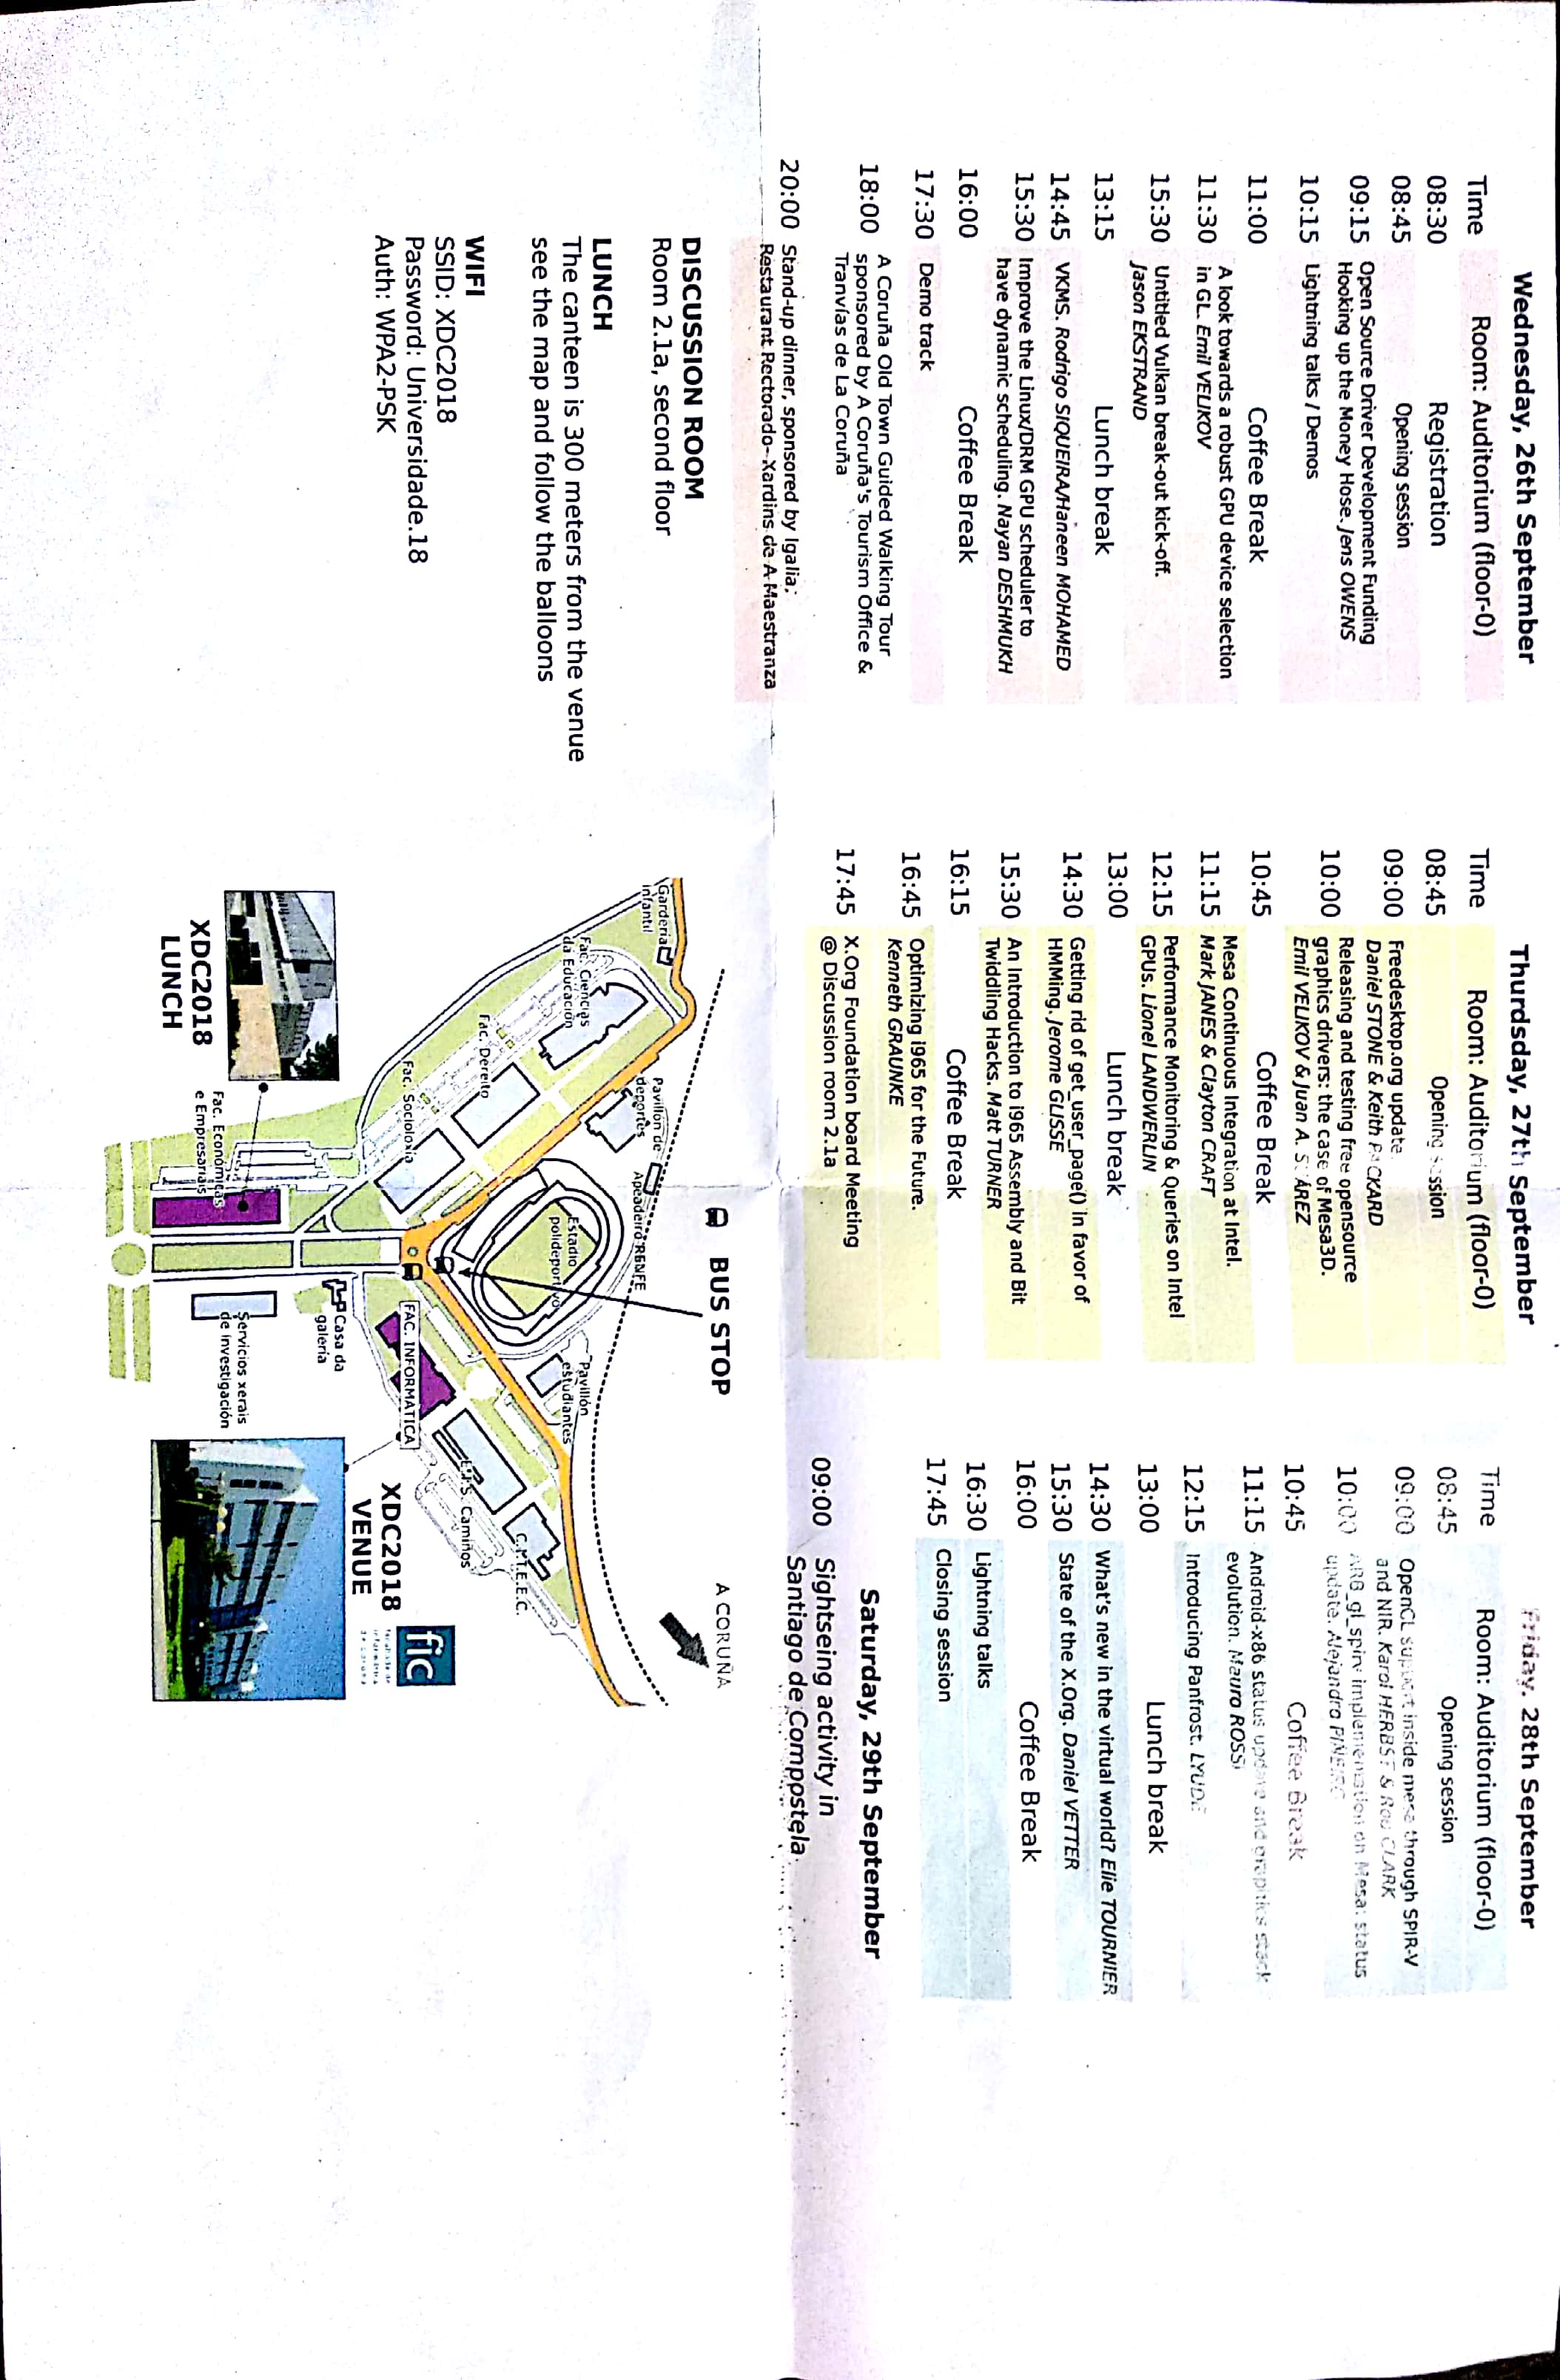 Wednesday, 26th September
Time Room: Auditorium (floor-0)
08:30 Registration
08:45 Opening session
09:15 Open Source Driver Development Funding
Hooking up the Money Hose. Jens OWENS
10:15 Lightning talks / Demos
11:00 Coffee Break
11:30 A look towards a robust GPU device selection
in GL. Emil VELIKOV
15:30 Untitled Vulkan break-out kick-off.
Jason EKSTRAND
13:15 Lunch break
14:45 VKMS. Rodrigo SIQUEIRA/Haneen MOHAMED
15:30 Improve the Linux/DRM GPU scheduler to
have dynamic scheduling. Nayan DESHMUKH
16:00 Coffee Break
17:30 Demo track
18:00 A Coruña Old Town Guided Walking Tour
sponsored by A Coruña's Tourism Office &
Tranvías de La Coruña
20:00 Stand-up dinner, sponsored by Igalia;
Restaurant Rectorado- Xardins de A Maestranza
Thurdsday, 27th September
Time Room: Auditorium (floor-0)
08:45 Opening session
09:00 Freedesktop.org update.
Daniel STONE & Keith PACKARD
10:00 Releasing and testing free opensource
graphics drivers: the case of Mesa3D.
Emil VELIKOV & Juan A. SUÁREZ
10:45 Coffee Break
11:15 Mesa Continuous Integration at Intel.
Mark JANES & Clayton CRAFT
12:15 Performance Monitoring & Queries on Intel
GPUs. Lionel LANDWERLIN
13:00 Lunch break
14:30 Getting rid of get_user_page() in favor of
HMMing. Jerome GLISSE
15:30 An Introduction to i965 Assembly and Bit
Twiddling Hacks. Matt TURNER
16:15 Coffee Break
16:45 Optimizing i965 for the Future.
Kenneth GRAUNKE
17:45 X.Org Foundation board Meeting
@ Discussion room 2.1a
Friday. 28th September
Time Room: Auditorium (floor-0)
08:45 Opening session
09:00 OpenCL support inside mesa through SPIR-V
and NIR. Karol HERBST & Rob CLARK
10:00 ARB_gl_spirv implementation on Mesa: status
update. Alejandro PIÑEIRO
10:45 Coffee Break
11:15 Android-x86 status update and graphics stack
evolution. Mauro ROSSI
12:15 Introducing Panfrost. LYUDE
13:00 Lunch break
14:30 What's new in the virtual world? Elie TOURNIER
15:30 State of the X.Org. Daniel VETTER
16:00 Coffee Break
16:30 Lightning talks
17:45 Closing session
Saturday, 29th September
09:00 Sightseing activity in
Santiago de Compostela
DISCUSSION ROOM
Room 2.1a, second floor
LUNCH
The canteen is 300 meters from the venue
see the map and follow the balloons
WIFI
SSID: XDC2018
Password: Universidade.18
Auth: WPA2-PSK
BUS STOP
A CORUÑA
Garderia
infantil
Pavillón de
deportes
Apeadeiro RENFE
Fac. Ciencias
da Educación
Estadio
polideportivo
Pavillón
estudiantes
C.I.T.E.E.C.
Fac. Dereito
E.T.S. Camiños
Fac. Socioloxía
FAC. INFORMÁTICA
fic
facultade de
informática
de coruña
XDC2018
VENUE
Casa da
galería
Servicios xerais
de investigación
Fac. Económicas
e Empresariais
XDC2018
LUNCH